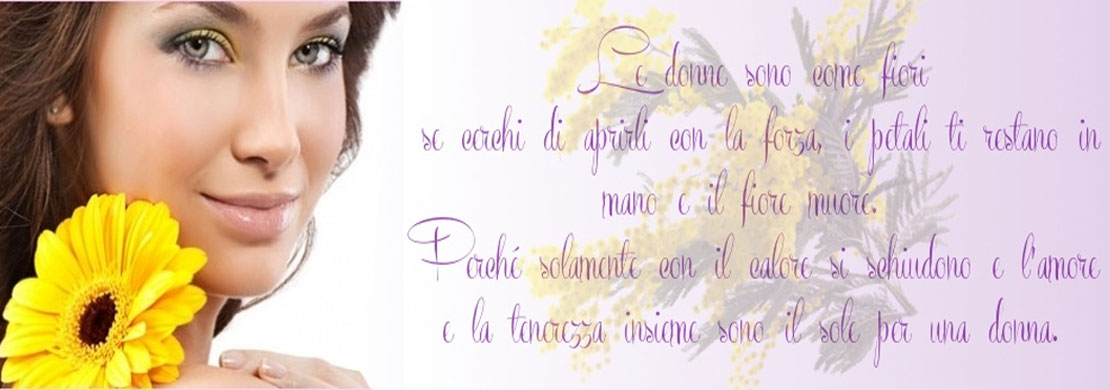 Le donne sono come fiori
se cerchi di aprirli con la forza, i petali ti restano in
mano e il fiore muore.
Perché solamente con il calore si schiudono e l'amore
e la tenerezza insieme sono il sole per una donna.